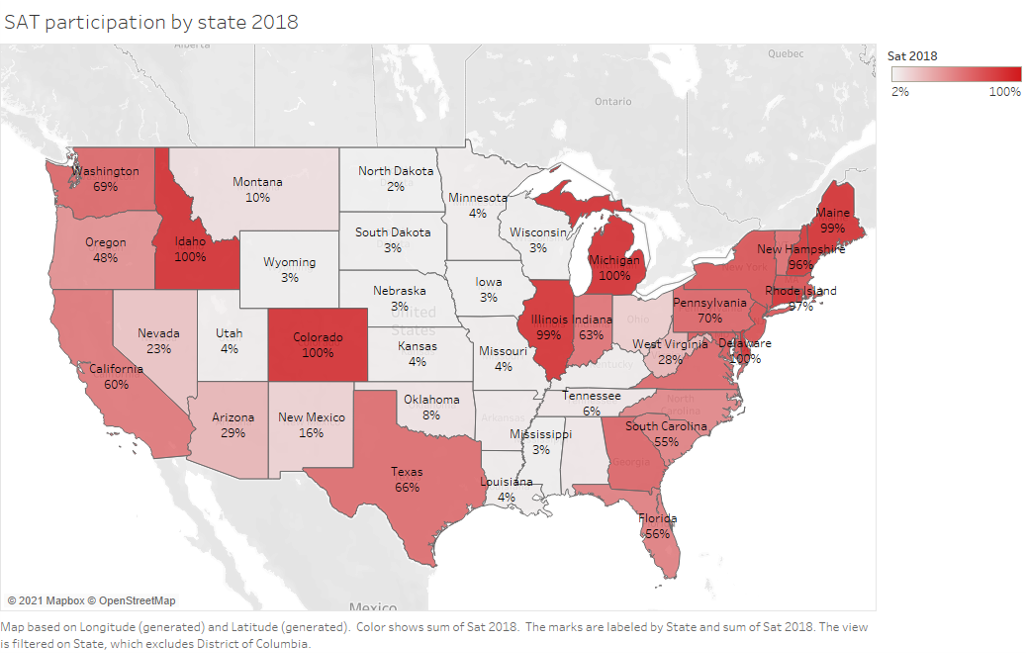 SAT participation by state 2018
Alberta
Quebec
Ontario
Sat 2018
2%
100%
Washington
69%
Montana
10%
North Dakota
2%
Minnesota
4%
Maine
99%
Oregon
48%
Idaho
100%
South Dakota
3%
Wisconsin
3%
Michigan
100%
New York
New Hampshire
96%
Wyoming
3%
Nebraska
3%
Iowa
3%
Rhode Island
97%
Pennsylvania
70%
United
States
Nevada
23%
Utah
4%
Colorado
100%
Kansas
4%
Missouri
4%
Illinois
99%
Indiana
63%
Ohio
West Virginia
28%
Delaware
100%
California
60%
Arizona
29%
New Mexico
16%
Oklahoma
8%
Arkansas
Tennessee
6%
North
Carolina
South Carolina
55%
Mississippi
3%
Georgia
Texas
66%
Louisiana
4%
Florida
56%
Mexico
© 2021 Mapbox © OpenStreetMap
Map based on Longitude (generated) and Latitude (generated). Color shows sum of Sat 2018. The marks are labeled by State and sum of Sat 2018. The view
is filtered on State, which excludes District of Columbia.